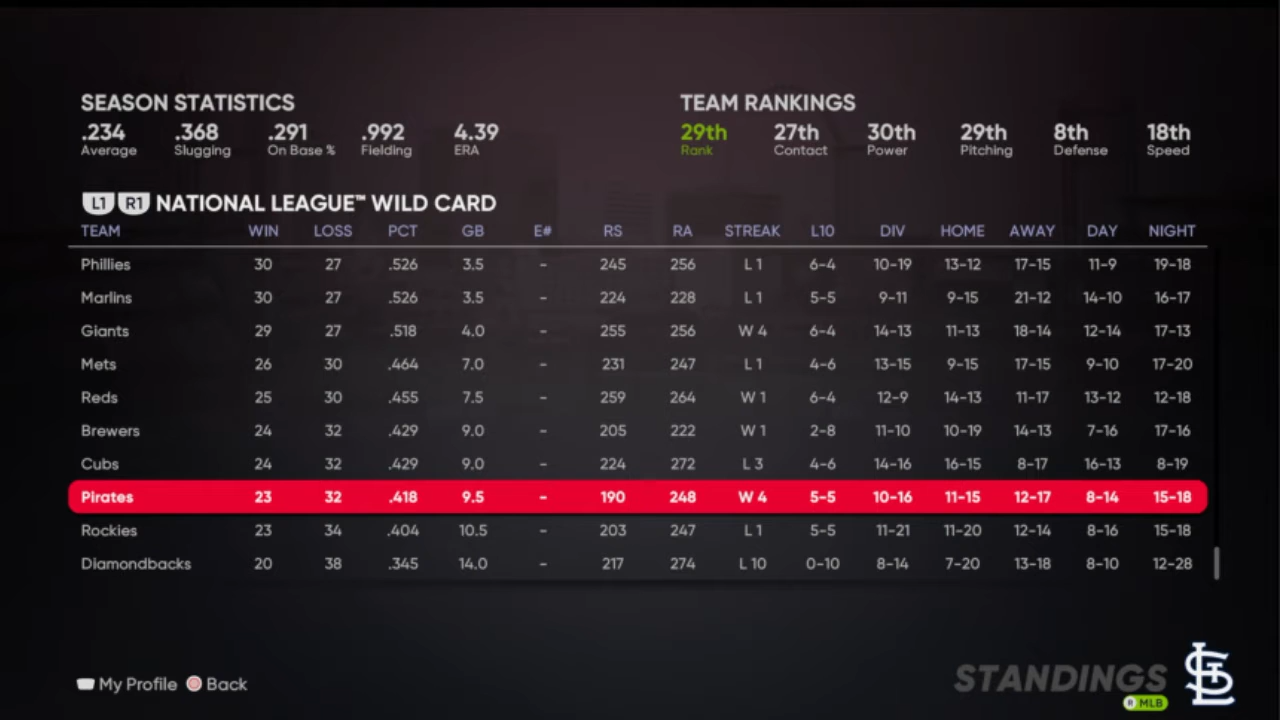 SEASON STATISTICS TEAM RANKINGS
.234 .368 .291 .992 4.39 29th 27th 30th 29th 8th 18th
Average Slugging On Base % Fielding ERA Rank Contact Power Pitching Defense Speed
L1 R1 NATIONAL LEAGUE™ WILD CARD
TEAM WIN LOSS PCT GB E# RS RA STREAK L10 DIV HOME AWAY DAY NIGHT
Phillies 30 27 .526 3.5 - 245 256 L 1 6-4 10-19 13-12 17-15 11-9 19-18
Marlins 30 27 .526 3.5 - 224 228 L 1 5-5 9-11 9-15 21-12 14-10 16-17
Giants 29 27 .518 4.0 - 255 256 W 4 6-4 14-13 11-13 18-14 12-14 17-13
Mets 26 30 .464 7.0 - 231 247 L 1 4-6 13-15 9-15 17-15 9-10 17-20
Reds 25 30 .455 7.5 - 259 264 W 1 6-4 12-9 14-13 11-17 13-12 12-18
Brewers 24 32 .429 9.0 - 205 222 W 1 2-8 11-10 10-19 14-13 7-16 17-16
Cubs 24 32 .429 9.0 - 224 272 L 3 4-6 14-16 16-15 8-17 16-13 8-19
Pirates 23 32 .418 9.5 - 190 248 W 4 5-5 10-16 11-15 12-17 8-14 15-18
Rockies 23 34 .404 10.5 - 203 247 L 1 5-5 11-21 11-20 12-14 8-16 15-18
Diamondbacks 20 38 .345 14.0 - 217 274 L 10 0-10 8-14 7-20 13-18 8-10 12-28
My Profile Back STANDINGS STL
R MLB